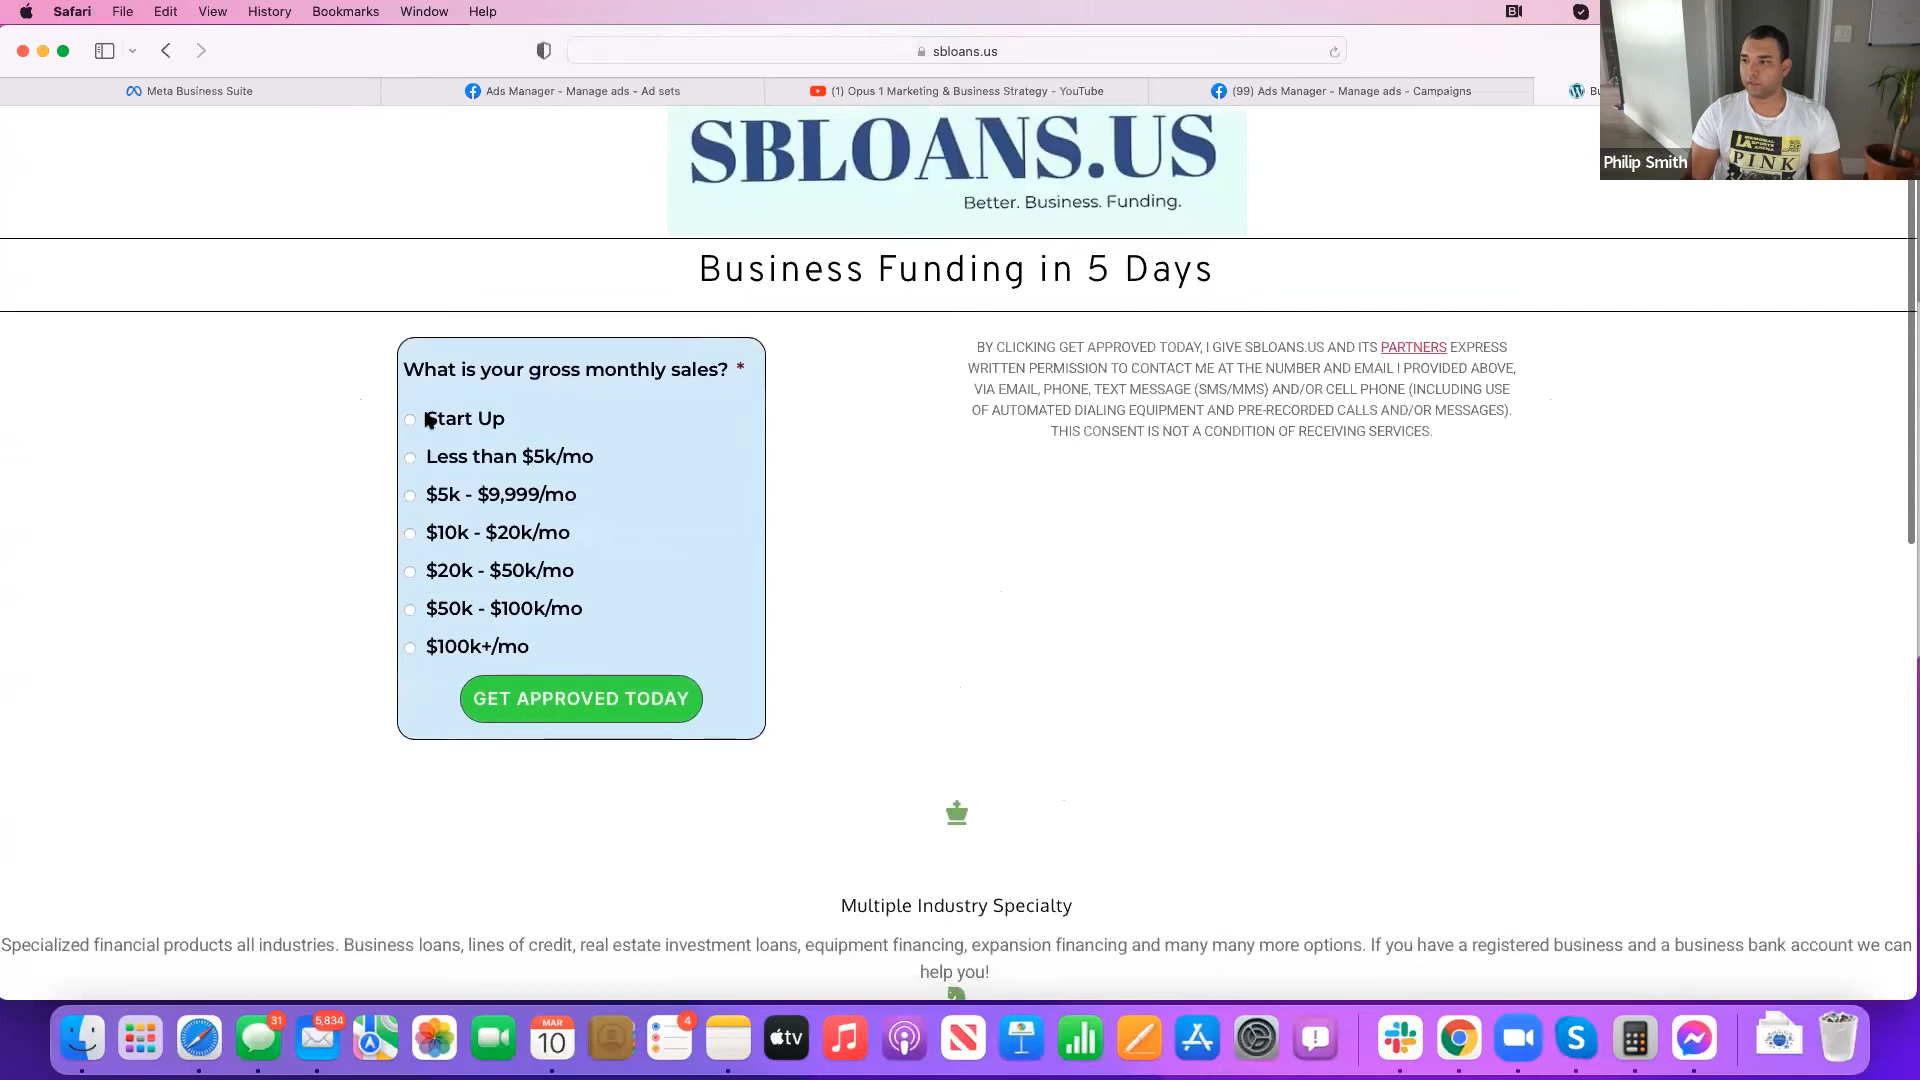 Safari File Edit View History Bookmarks Window Help
sbloans.us
Meta Business Suite
Ads Manager - Manage ads - Ad sets
(1) Opus 1 Marketing & Business Strategy - YouTube
(99) Ads Manager - Manage ads - Campaigns
Philip Smith
LA
MEMORIAL
SPORTS
ARENA
PINK
SBLOANS.US
Better. Business. Funding.
Business Funding in 5 Days
What is your gross monthly sales? *
Start Up
Less than $5k/mo
$5k - $9,999/mo
$10k - $20k/mo
$20k - $50k/mo
$50k - $100k/mo
$100k+/mo
GET APPROVED TODAY
BY CLICKING GET APPROVED TODAY, I GIVE SBLOANS.US AND ITS PARTNERS EXPRESS
WRITTEN PERMISSION TO CONTACT ME AT THE NUMBER AND EMAIL I PROVIDED ABOVE,
VIA EMAIL, PHONE, TEXT MESSAGE (SMS/MMS) AND/OR CELL PHONE (INCLUDING USE
OF AUTOMATED DIALING EQUIPMENT AND PRE-RECORDED CALLS AND/OR MESSAGES).
THIS CONSENT IS NOT A CONDITION OF RECEIVING SERVICES.
Multiple Industry Specialty
Specialized financial products all industries. Business loans, lines of credit, real estate investment loans, equipment financing, expansion financing and many many more options. If you have a registered business and a business bank account we can
help you!
31
5,834
MAR
10
4
tv